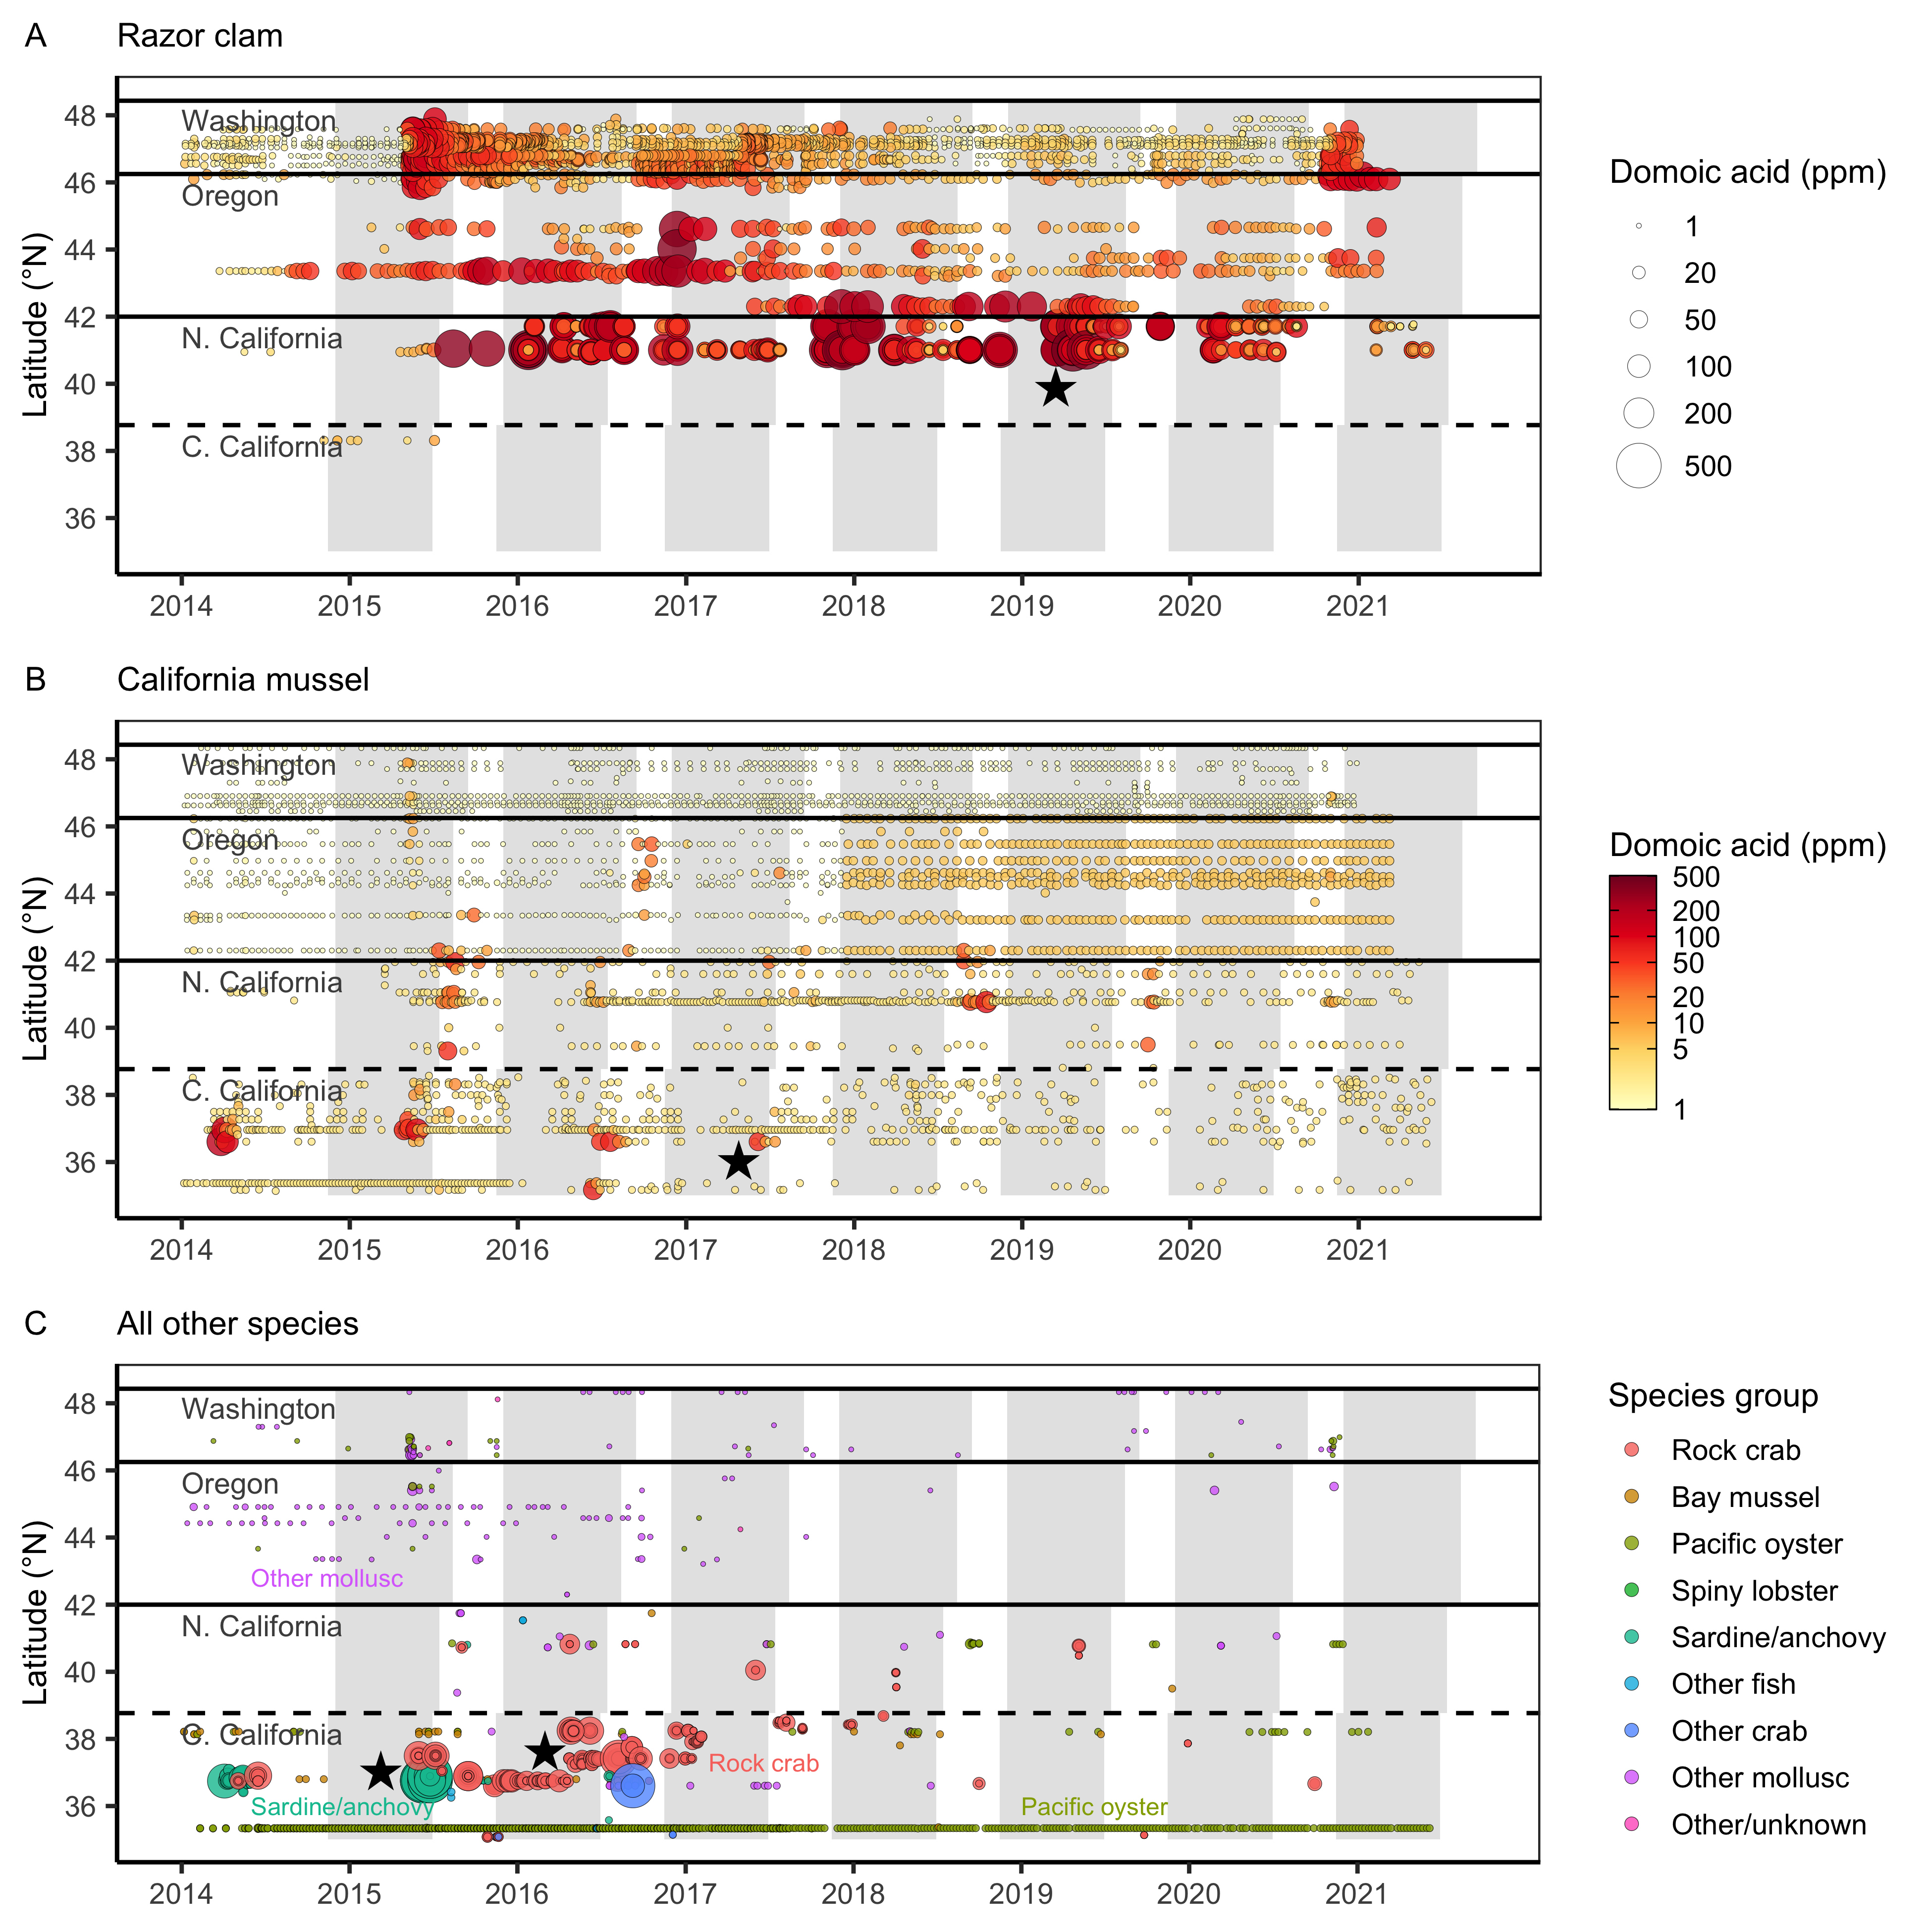 A Razor clam
Latitude (°N)
48
46
44
42
40
38
36
Washington
Oregon
N. California
C. California
2014 2015 2016 2017 2018 2019 2020 2021
Domoic acid (ppm)
1
20
50
100
200
500
B California mussel
Latitude (°N)
48
46
44
42
40
38
36
Washington
Oregon
N. California
C. California
2014 2015 2016 2017 2018 2019 2020 2021
Domoic acid (ppm)
500
200
100
50
20
10
5
1
C All other species
Latitude (°N)
48
46
44
42
40
38
36
Washington
Oregon
Other mollusc
N. California
C. California
Rock crab
Sardine/anchovy
Pacific oyster
2014 2015 2016 2017 2018 2019 2020 2021
Species group
Rock crab
Bay mussel
Pacific oyster
Spiny lobster
Sardine/anchovy
Other fish
Other crab
Other mollusc
Other/unknown